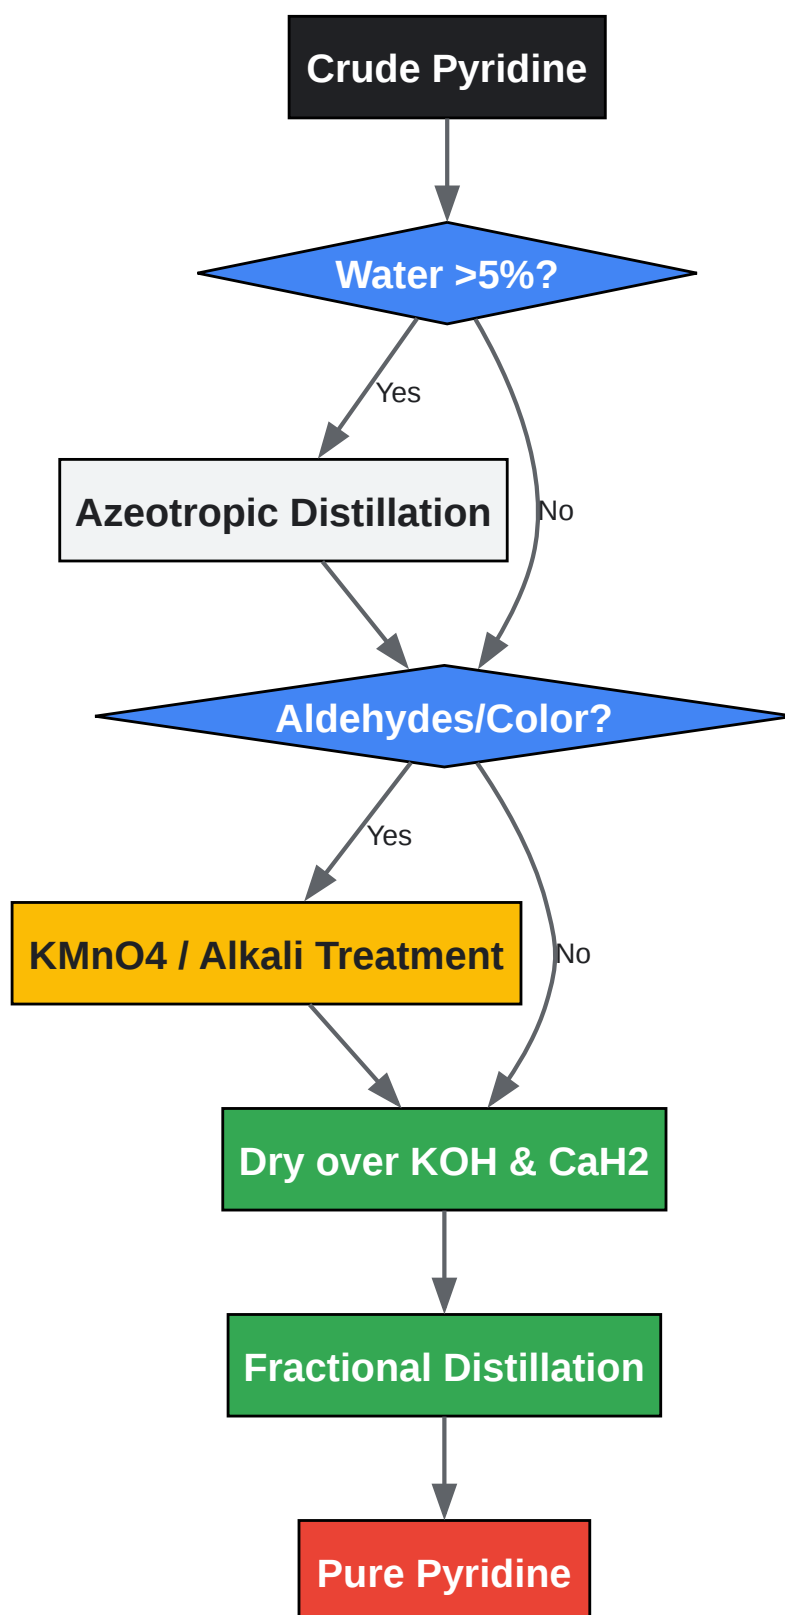 Crude Pyridine
Water >5%?
Yes
Azeotropic Distillation
No
Aldehydes/Color?
Yes
KMnO4 / Alkali Treatment
No
Dry over KOH & CaH2
Fractional Distillation
Pure Pyridine